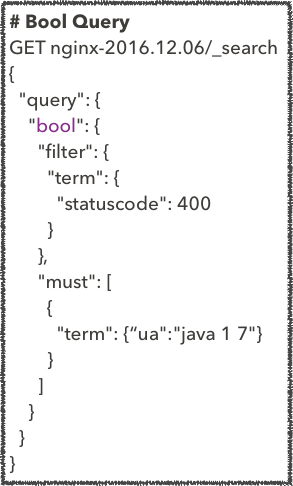 # Bool Query
GET nginx-2016.12.06/_search
{
"query": {
"bool": {
"filter": {
"term": {
"statuscode": 400
}
},
"must": [
{
"term": {“ua":"java 1 7"}
}
]
}
}
}